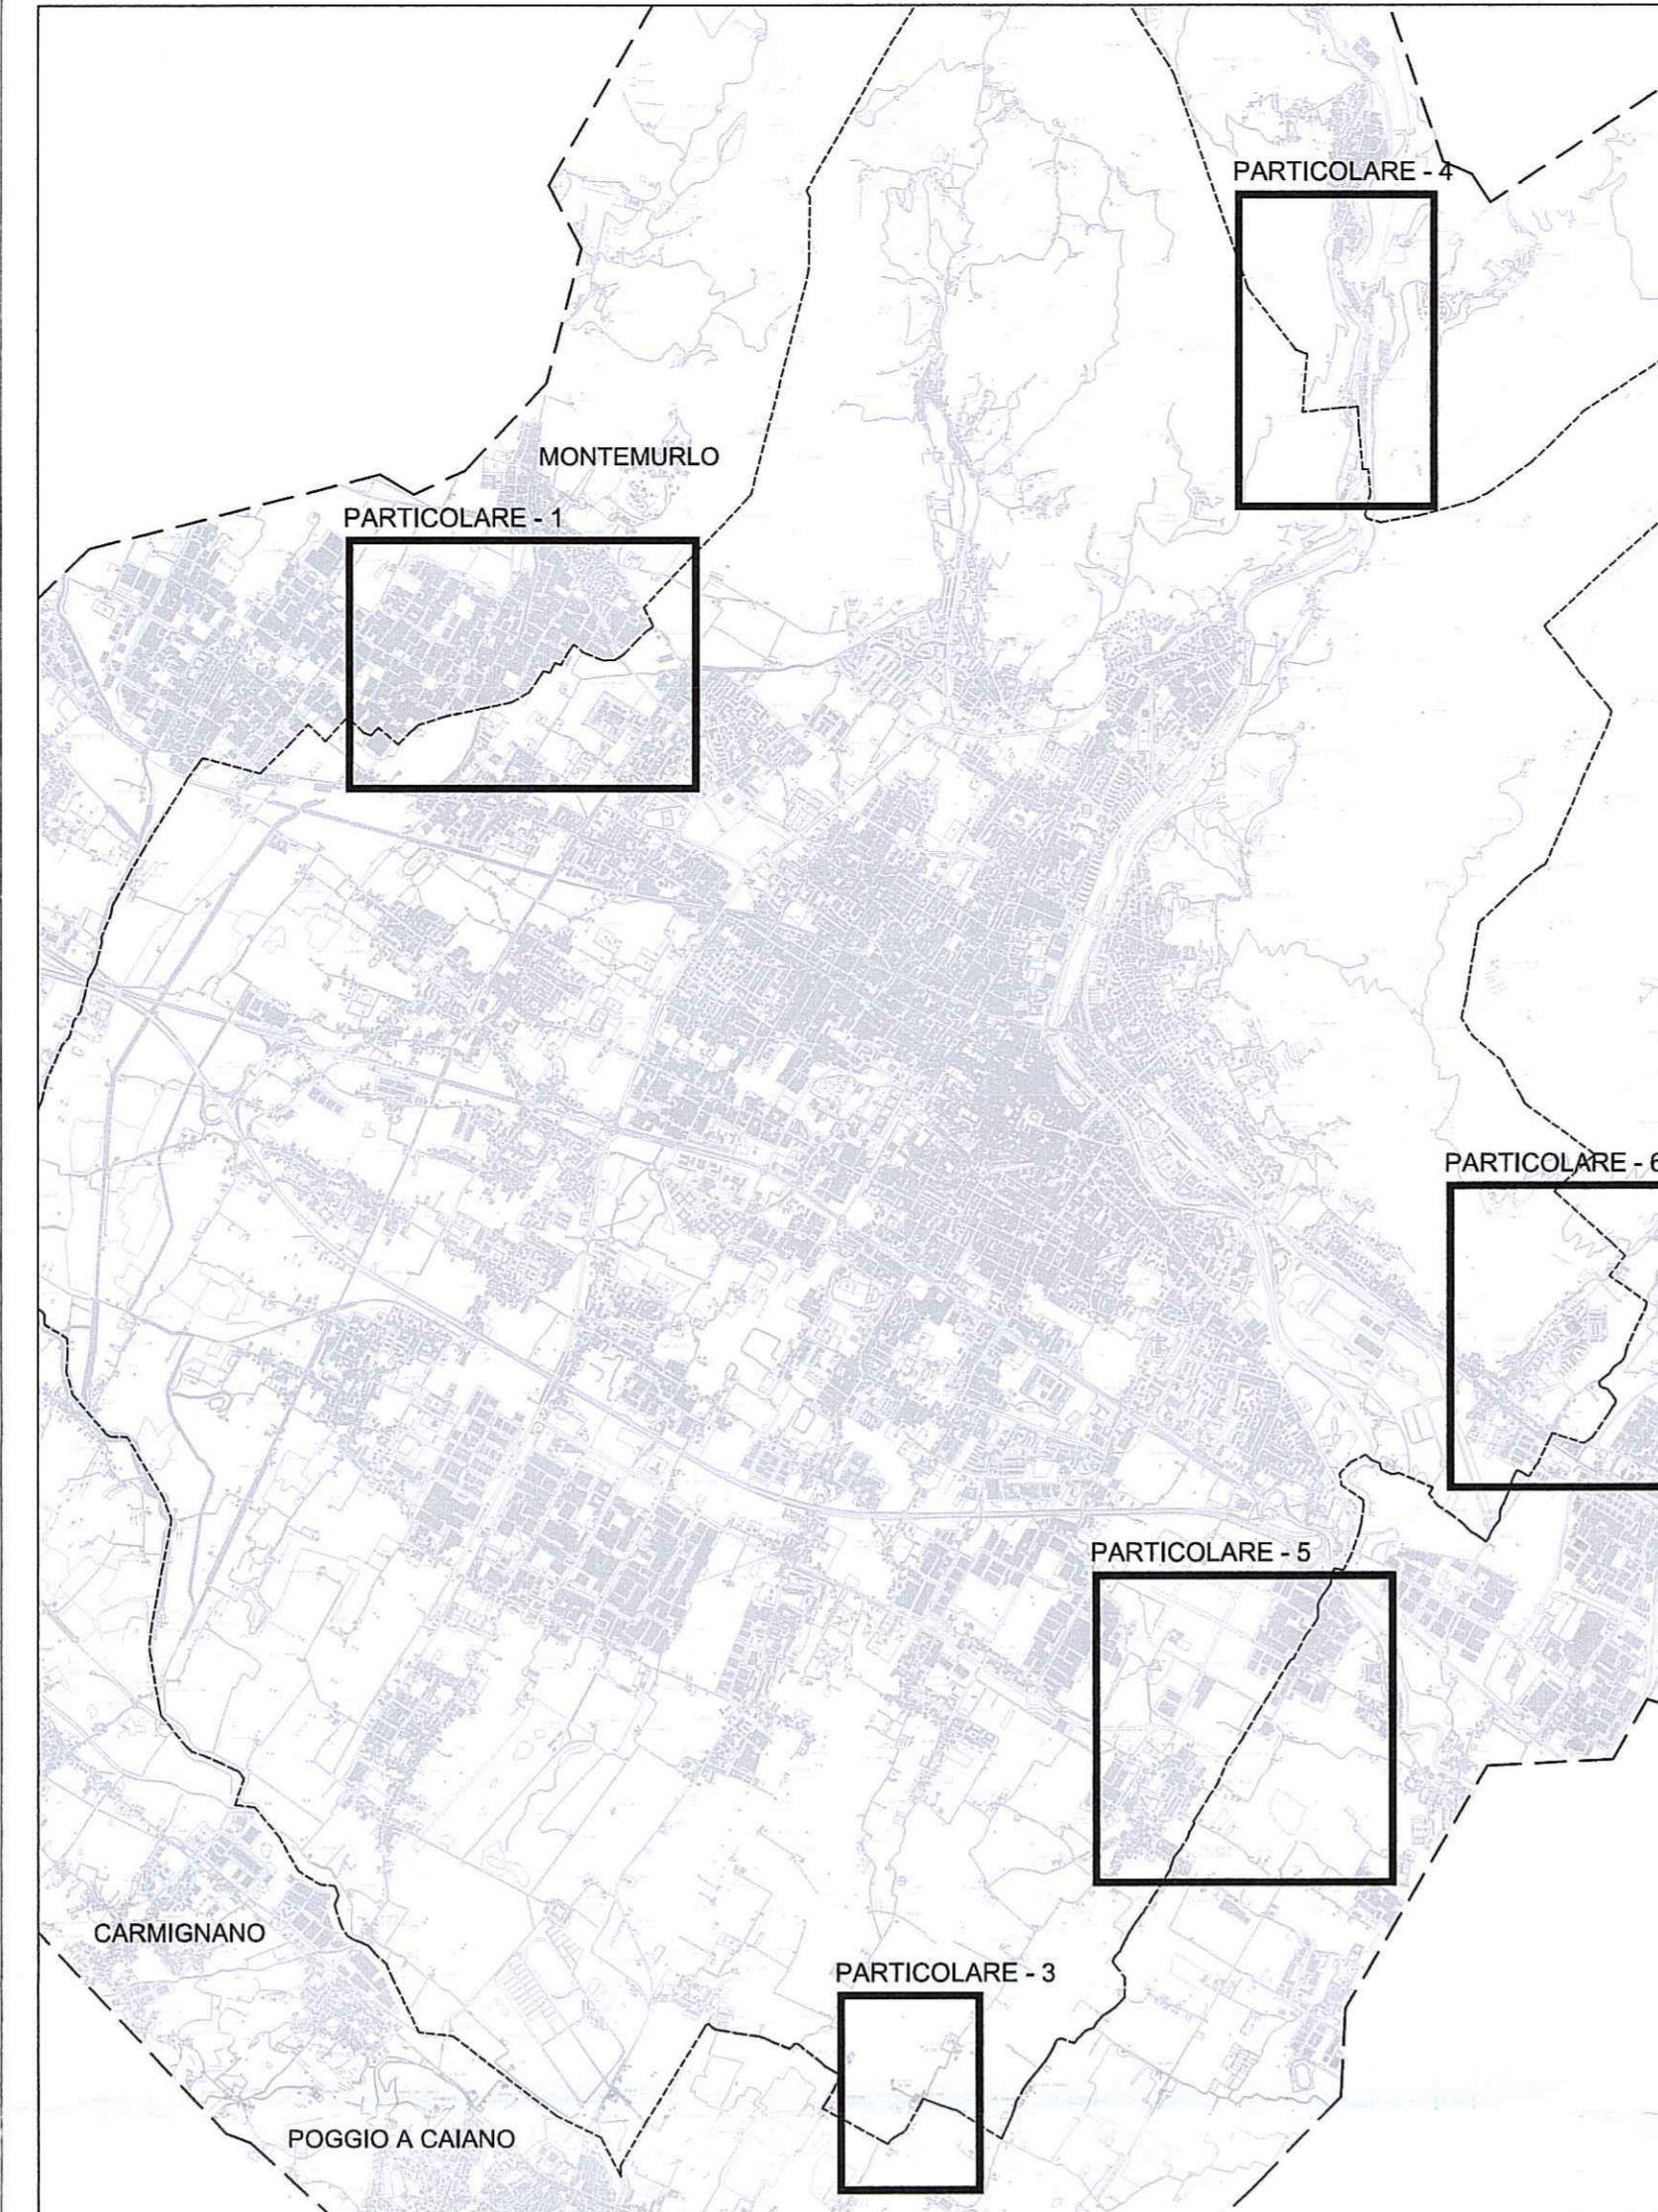 PARTICOLARE - 4
MONTEMURLO
PARTICOLARE - 1
PARTICOLARE - 6
PARTICOLARE - 5
CARMIGNANO
PARTICOLARE - 3
POGGIO A CAIANO